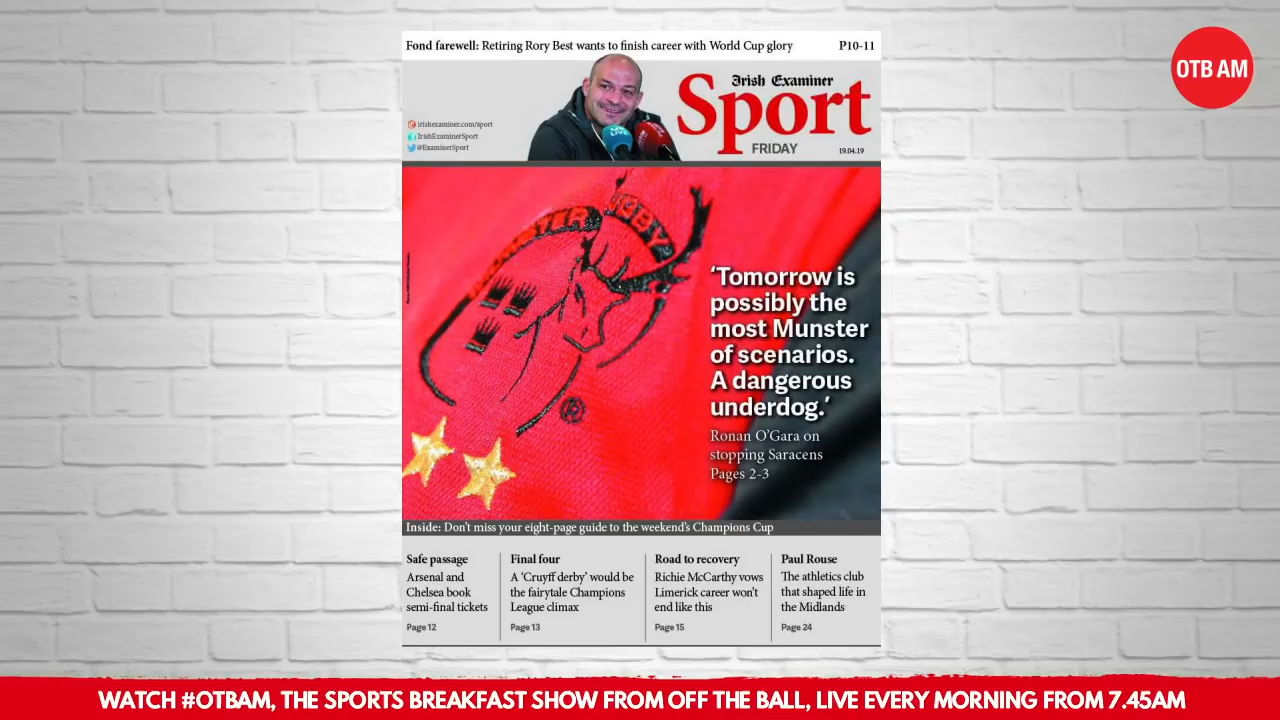 OTB AM
Fond farewell: Retiring Rory Best wants to finish career with World Cup glory P10-11
Irish Examiner
Sport
FRIDAY
19.04.19
irishexaminer.com/sport
IrishExaminerSport
@ExaminerSport
MUNSTER RUGBY
®
‘Tomorrow is
possibly the
most Munster
of scenarios.
A dangerous
underdog.’
Ronan O’Gara on
stopping Saracens
Pages 2-3
Inside: Don’t miss your eight-page guide to the weekend’s Champions Cup
Safe passage
Arsenal and
Chelsea book
semi-final tickets
Page 12
Final four
A ‘Cruyff derby’ would be
the fairytale Champions
League climax
Page 13
Road to recovery
Richie McCarthy vows
Limerick career won’t
end like this
Page 15
Paul Rouse
The athletics club
that shaped life in
the Midlands
Page 24
WATCH #OTBAM, THE SPORTS BREAKFAST SHOW FROM OFF THE BALL, LIVE EVERY MORNING FROM 7.45AM